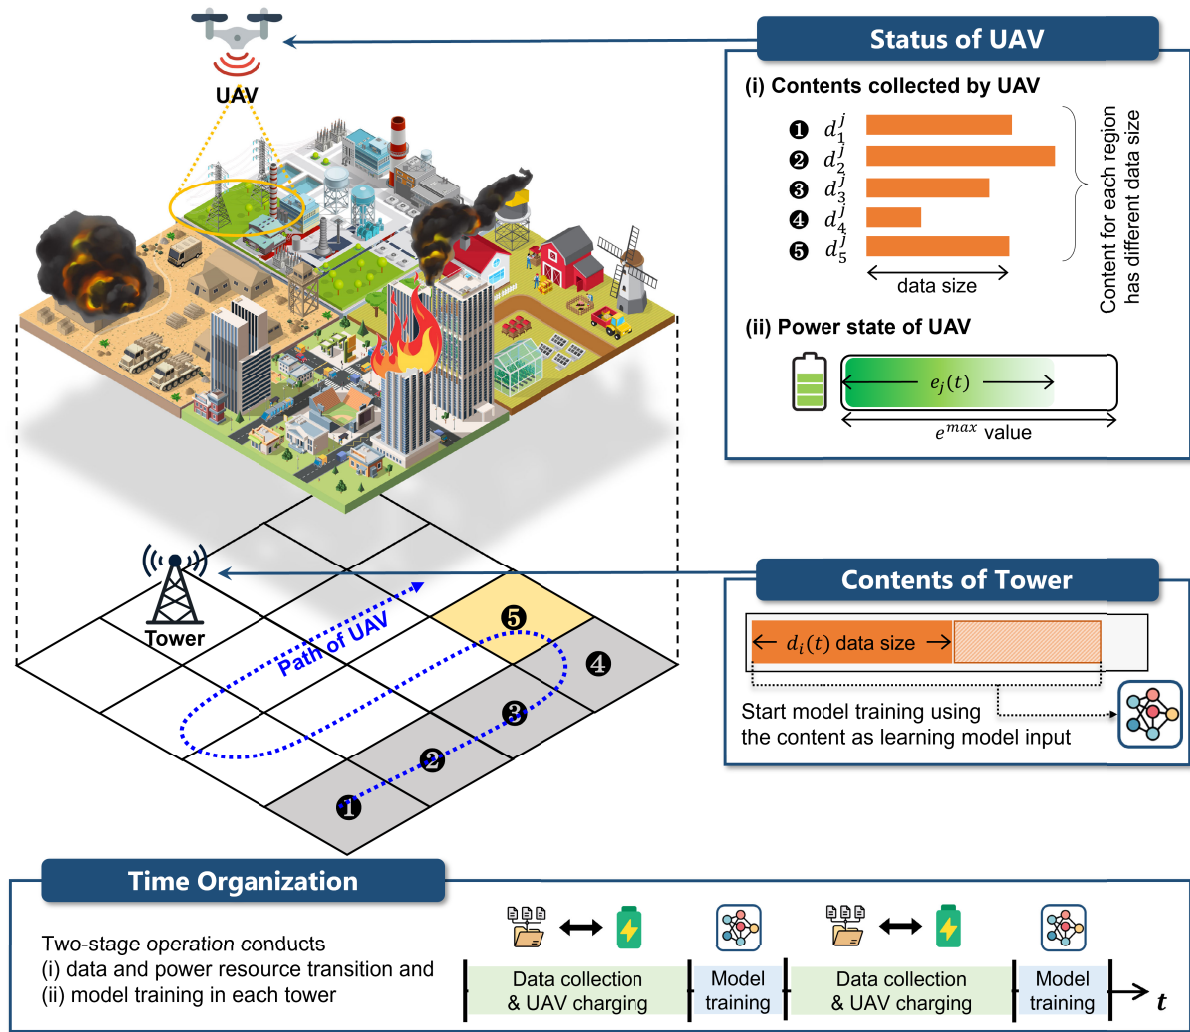 Status of UAV
UAV
(i) Contents collected by UAV
❶ d_1^j
❷ d_2^j
❸ d_3^j
❹ d_4^j
❺ d_5^j
data size
Content for each region
has different data size
(ii) Power state of UAV
e_j(t)
e^{max} value
Contents of Tower
Tower
Path of UAV
❺
❹
❸
❷
❶
d_i(t) data size
Start model training using
the content as learning model input
Time Organization
Two-stage operation conducts
(i) data and power resource transition and
(ii) model training in each tower
Data collection
& UAV charging
Model
training
Data collection
& UAV charging
Model
training
t